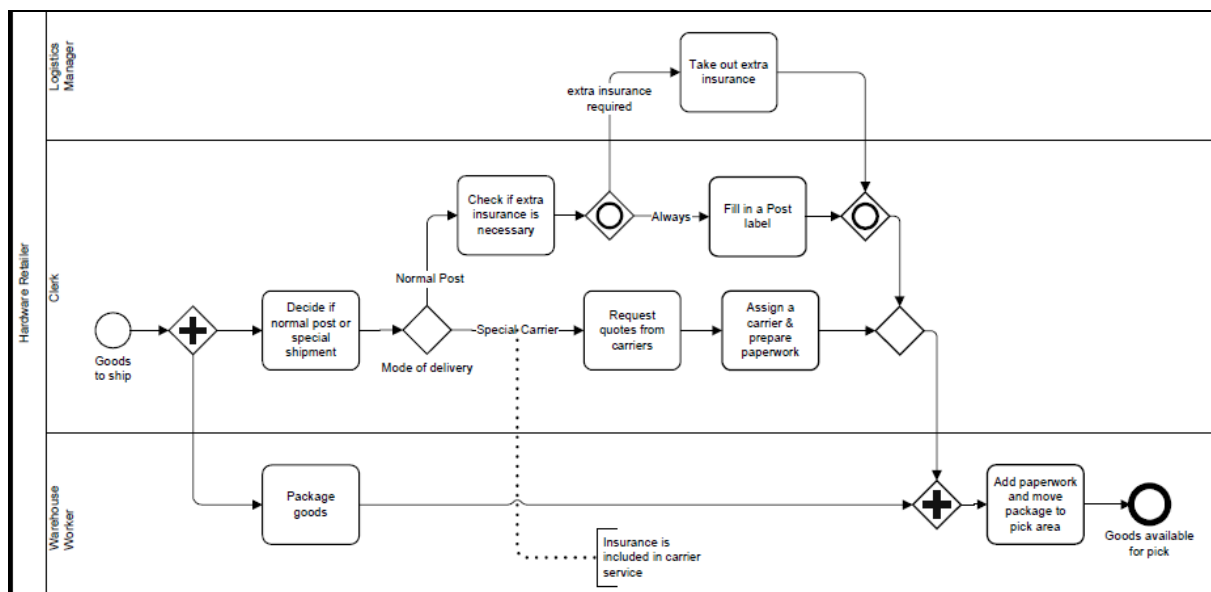 Hardware Retailer
Logistics
Manager
Take out extra
insurance
extra insurance
required
Clerk
Check if extra
insurance is
necessary
Always
Fill in a Post
label
Normal Post
Goods
to ship
Decide if
normal post or
special
shipment
Mode of delivery
Special Carrier
Request
quotes from
carriers
Assign a
carrier &
prepare
paperwork
Warehouse
Worker
Package
goods
Insurance is
included in carrier
service
Add paperwork
and move
package to
pick area
Goods available
for pick